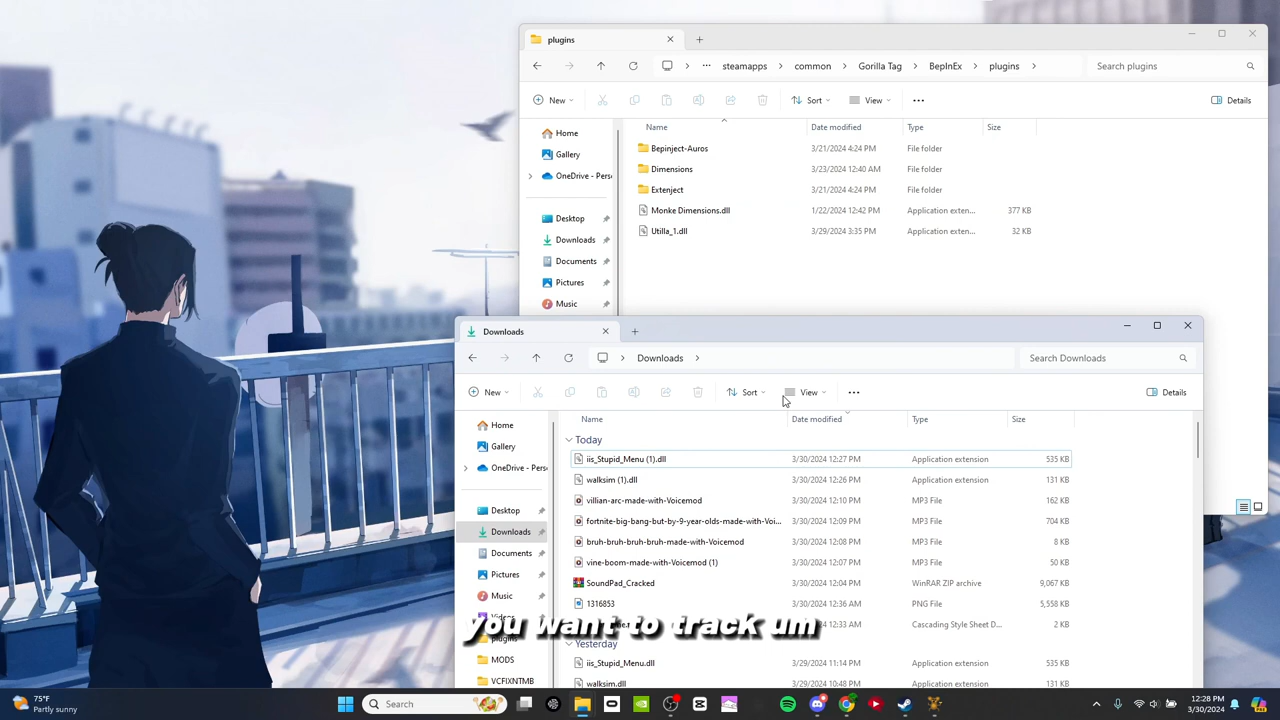 plugins
steamapps
common
Gorilla Tag
BepInEx
plugins
Search plugins
New
Sort
View
Details
Name
Date modified
Type
Size
Home
Gallery
OneDrive - Pers
Desktop
Downloads
Documents
Pictures
Music
Bepinject-Auros 3/21/2024 4:24 PM File folder
Dimensions 3/23/2024 12:40 AM File folder
Extenject 3/21/2024 4:24 PM File folder
Monke Dimensions.dll 1/22/2024 12:42 PM Application exten... 377 KB
Utilla_1.dll 3/29/2024 3:35 PM Application exten... 32 KB
Downloads
Downloads
Search Downloads
New
Sort
View
Details
Name
Date modified
Type
Size
Home
Gallery
OneDrive - Pers
Desktop
Downloads
Documents
Pictures
Music
plugins
MODS
VCFIXNTMB
Today
iis_Stupid_Menu (1).dll 3/30/2024 12:27 PM Application extension 535 KB
walksim (1).dll 3/30/2024 12:26 PM Application extension 131 KB
villian-arc-made-with-Voicemod 3/30/2024 12:10 PM MP3 File 162 KB
fortnite-big-bang-but-by-9-year-olds-made-with-Voi... 3/30/2024 12:09 PM MP3 File 704 KB
bruh-bruh-bruh-bruh-made-with-Voicemod 3/30/2024 12:08 PM MP3 File 8 KB
vine-boom-made-with-Voicemod (1) 3/30/2024 12:07 PM MP3 File 50 KB
SoundPad_Cracked 3/30/2024 12:04 PM WinRAR ZIP archive 9,067 KB
1316853 3/30/2024 12:36 AM PNG File 5,558 KB
12:33 AM Cascading Style Sheet D... 2 KB
Yesterday
iis_Stupid_Menu.dll 3/29/2024 11:14 PM Application extension 535 KB
walksim.dll 3/29/2024 10:48 PM Application extension 131 KB
you want to track um
75°F
Partly sunny
Search
12:28 PM
3/30/2024